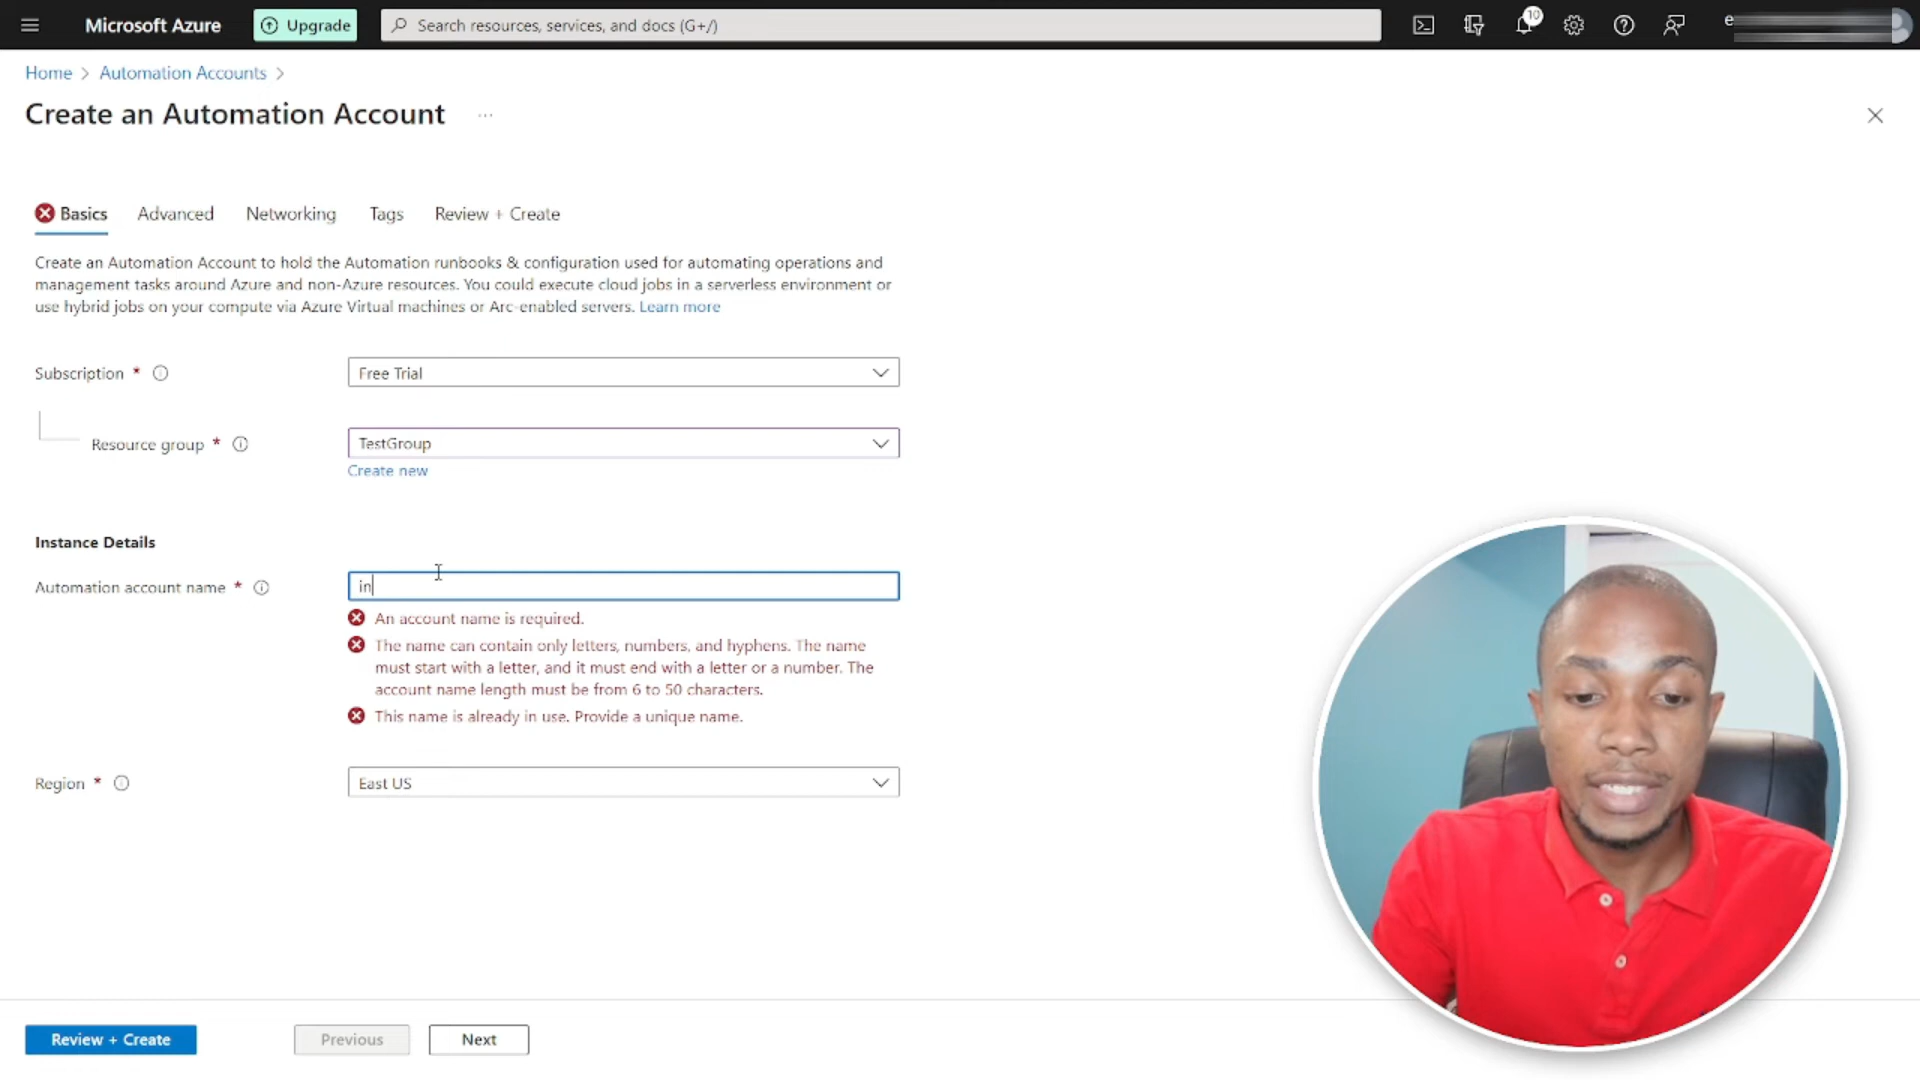 Microsoft Azure
Upgrade
Search resources, services, and docs (G+/)
10
e
Home > Automation Accounts >
Create an Automation Account ...
Basics Advanced Networking Tags Review + Create
Create an Automation Account to hold the Automation runbooks & configuration used for automating operations and
management tasks around Azure and non-Azure resources. You could execute cloud jobs in a serverless environment or
use hybrid jobs on your compute via Azure Virtual machines or Arc-enabled servers. Learn more
Subscription * Free Trial
Resource group * TestGroup
Create new
Instance Details
Automation account name * in
An account name is required.
The name can contain only letters, numbers, and hyphens. The name
must start with a letter, and it must end with a letter or a number. The
account name length must be from 6 to 50 characters.
This name is already in use. Provide a unique name.
Region * East US
Review + Create Previous Next